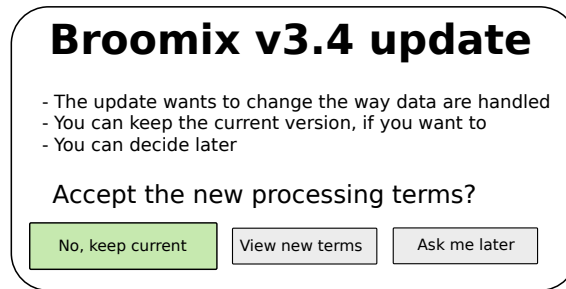 Broomix v3.4 update
- The update wants to change the way data are handled
- You can keep the current version, if you want to
- You can decide later
Accept the new processing terms?
No, keep current
View new terms
Ask me later